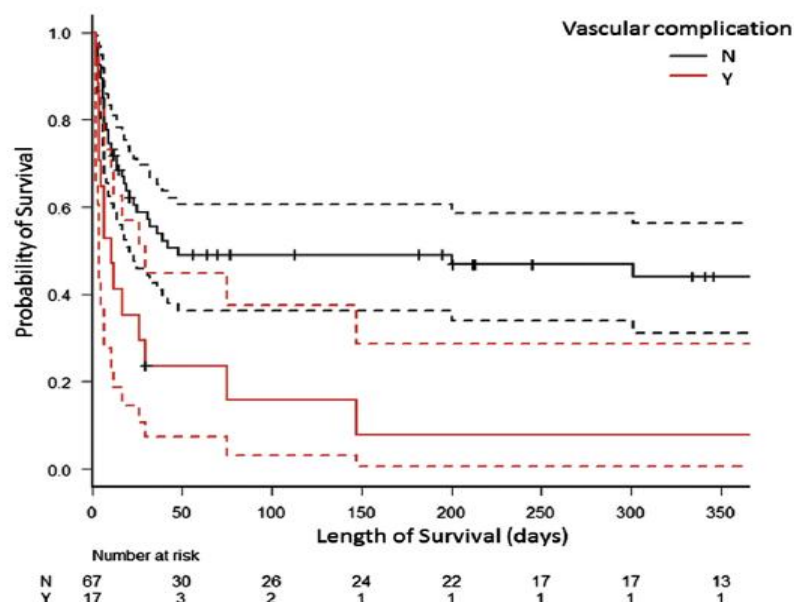 Vascular complication
N
Y
Probability of Survival
1.0
0.8
0.6
0.4
0.2
0.0
0 50 100 150 200 250 300 350
Length of Survival (days)
Number at risk
N 67 30 26 24 22 17 17 13
Y 17 3 2 1 1 1 1 1